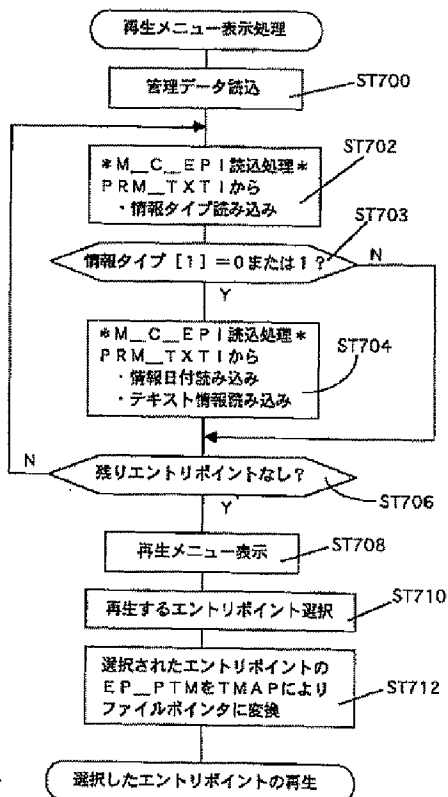 再生メニュー表示処理
管理データ読込
ST700
*M__C__EPI読込処理*
PRM__TXTIから
・情報タイプ読み込み
ST702
情報タイプ[1]=0または1?
ST703
N
Y
*M__C__EPI読込処理*
PRM__TXTIから
・情報日付読み込み
・テキスト情報読み込み
ST704
N
残りエントリポイントなし?
ST706
Y
再生メニュー表示
ST708
再生するエントリポイント選択
ST710
選択されたエントリポイントの
EP__PTMをTMAPにより
ファイルポインタに変換
ST712
選択したエントリポイントの再生